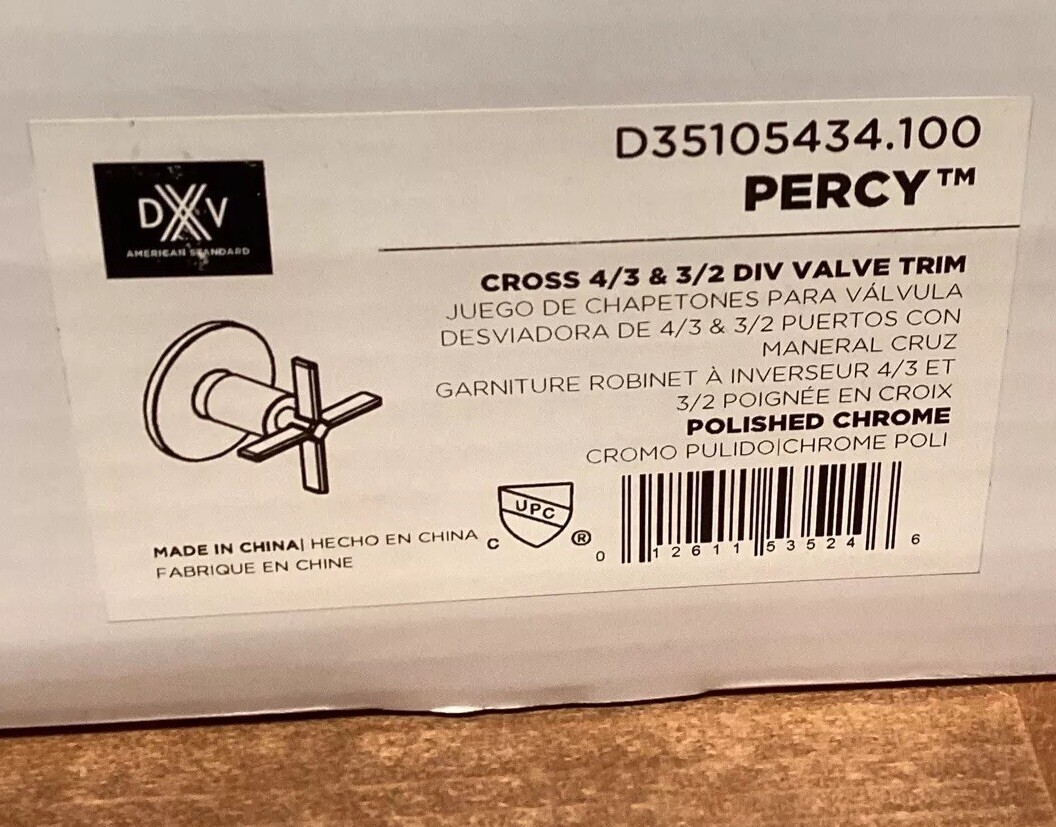 D35105434.100
PERCY™
DXV
AMERICAN STANDARD
CROSS 4/3 & 3/2 DIV VALVE TRIM
JUEGO DE CHAPETONES PARA VÁLVULA
DESVIADORA DE 4/3 & 3/2 PUERTOS CON
MANERAL CRUZ
GARNITURE ROBINET À INVERSEUR 4/3 ET
3/2 POIGNÉE EN CROIX
POLISHED CHROME
CROMO PULIDO|CHROME POLI
MADE IN CHINA| HECHO EN CHINA
FABRIQUE EN CHINE
C UPC ®
0 12611 53524 6